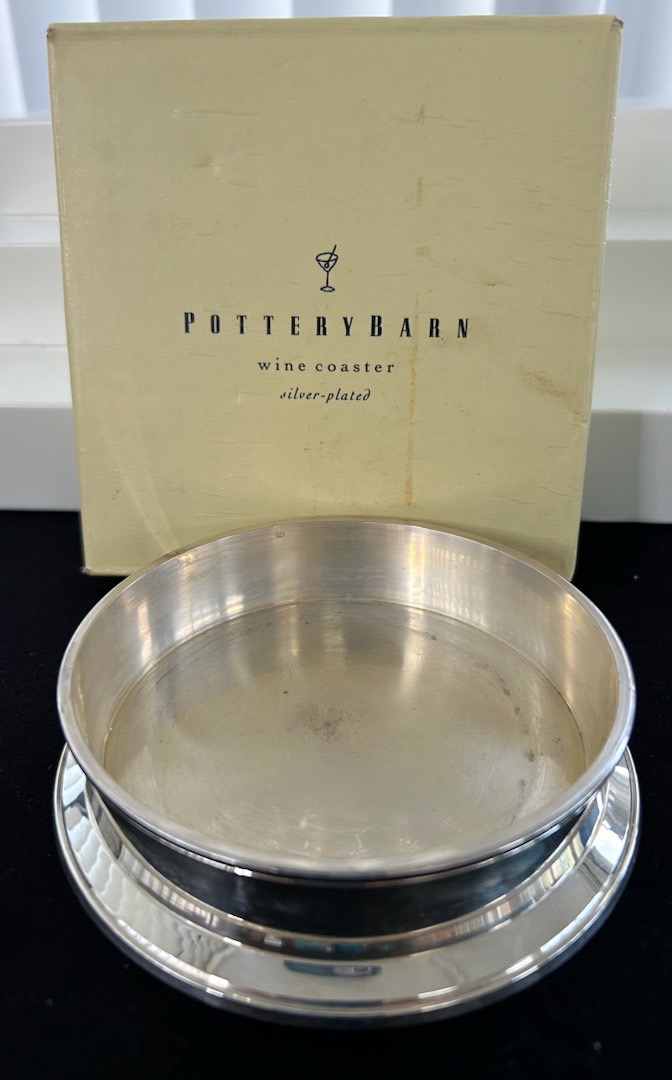 POTTERYBARN
wine coaster
silver-plated